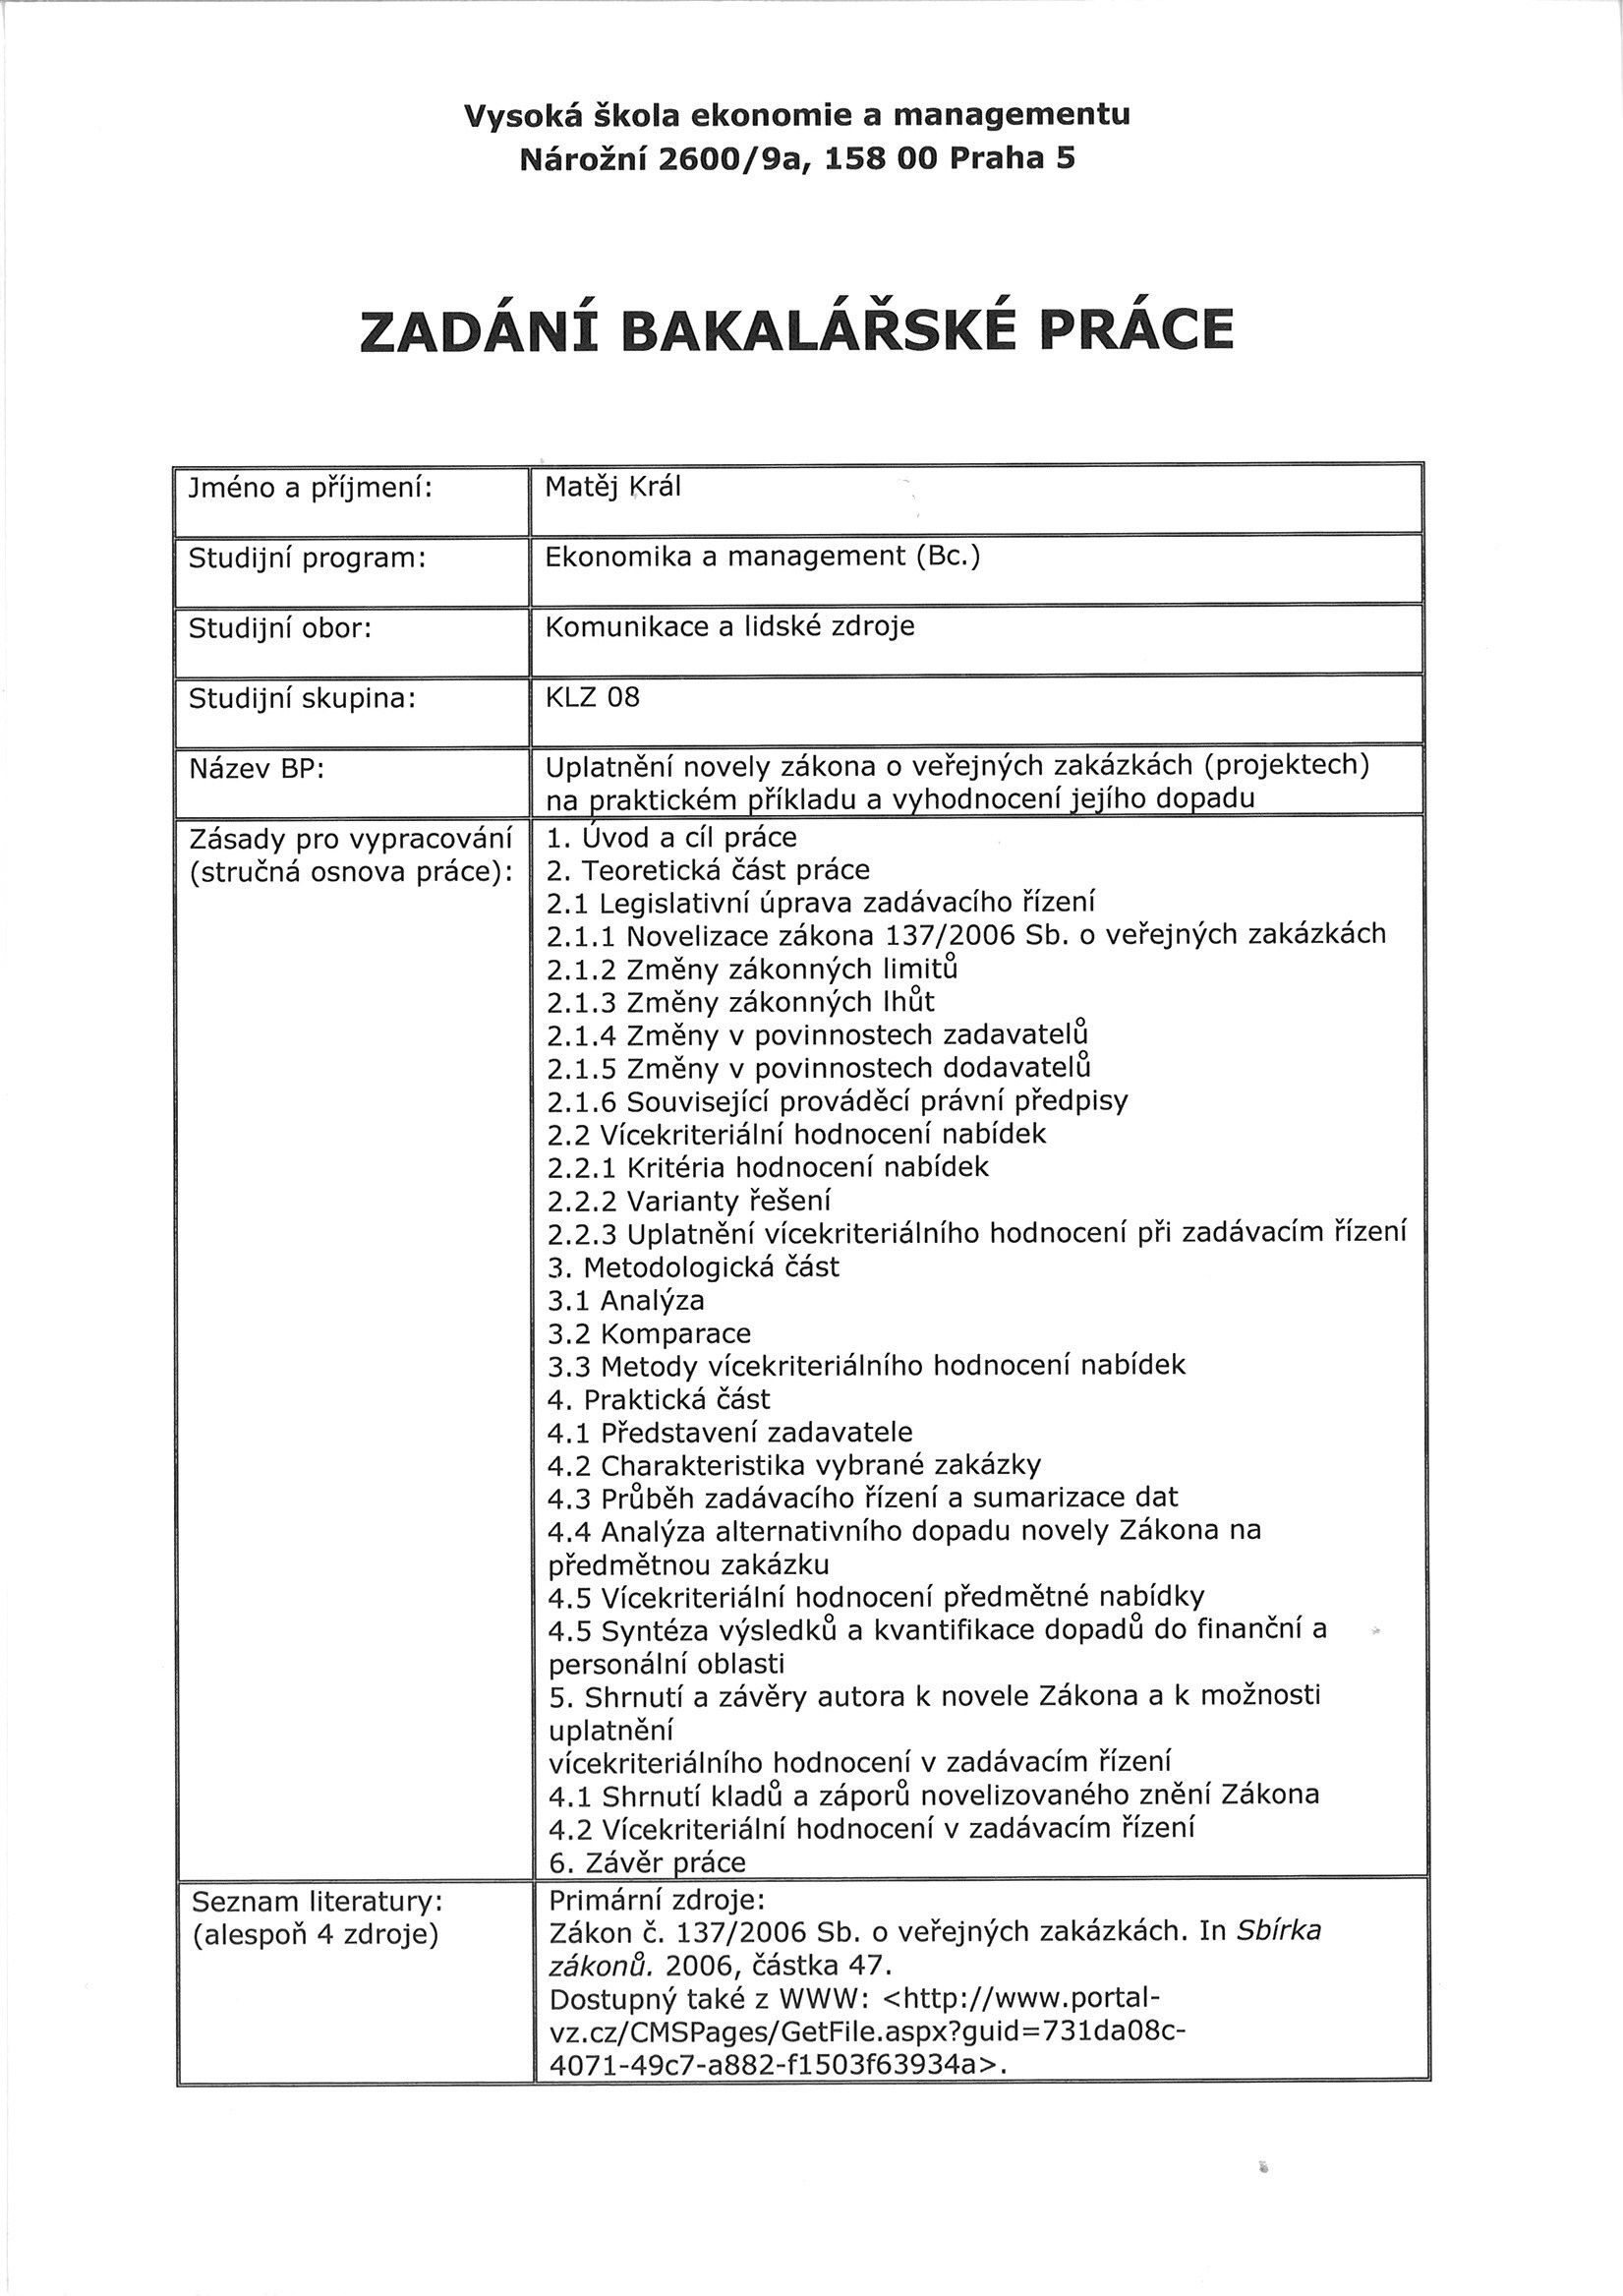 Vysoká škola ekonomie a managementu
Nárožní 2600/9a, 158 00 Praha 5
ZADÁNÍ BAKALÁŘSKÉ PRÁCE
Jméno a příjmení:
Matěj Král
Studijní program:
Ekonomika a management (Bc.)
Studijní obor:
Komunikace a lidské zdroje
Studijní skupina:
KLZ 08
Název BP:
Uplatnění novely zákona o veřejných zakázkách (projektech)
na praktickém příkladu a vyhodnocení jejího dopadu
Zásady pro vypracování
(stručná osnova práce):
1. Úvod a cíl práce
2. Teoretická část práce
2.1 Legislativní úprava zadávacího řízení
2.1.1 Novelizace zákona 137/2006 Sb. o veřejných zakázkách
2.1.2 Změny zákonných limitů
2.1.3 Změny zákonných lhůt
2.1.4 Změny v povinnostech zadavatelů
2.1.5 Změny v povinnostech dodavatelů
2.1.6 Související prováděcí právní předpisy
2.2 Vícekriteriální hodnocení nabídek
2.2.1 Kritéria hodnocení nabídek
2.2.2 Varianty řešení
2.2.3 Uplatnění vícekriteriálního hodnocení při zadávacím řízení
3. Metodologická část
3.1 Analýza
3.2 Komparace
3.3 Metody vícekriteriálního hodnocení nabídek
4. Praktická část
4.1 Představení zadavatele
4.2 Charakteristika vybrané zakázky
4.3 Průběh zadávacího řízení a sumarizace dat
4.4 Analýza alternativního dopadu novely Zákona na
předmětnou zakázku
4.5 Vícekriteriální hodnocení předmětné nabídky
4.5 Syntéza výsledků a kvantifikace dopadů do finanční a
personální oblasti
5. Shrnutí a závěry autora k novele Zákona a k možnosti
uplatnění
vícekriteriálního hodnocení v zadávacím řízení
4.1 Shrnutí kladů a záporů novelizovaného znění Zákona
4.2 Vícekriteriální hodnocení v zadávacím řízení
6. Závěr práce
Seznam literatury:
(alespoň 4 zdroje)
Primární zdroje:
Zákon č. 137/2006 Sb. o veřejných zakázkách. In Sbírka
zákonů. 2006, částka 47.
Dostupný také z WWW: <http://www.portal-
vz.cz/CMSPages/GetFile.aspx?guid=731da08c-
4071-49c7-a882-f1503f63934a>.